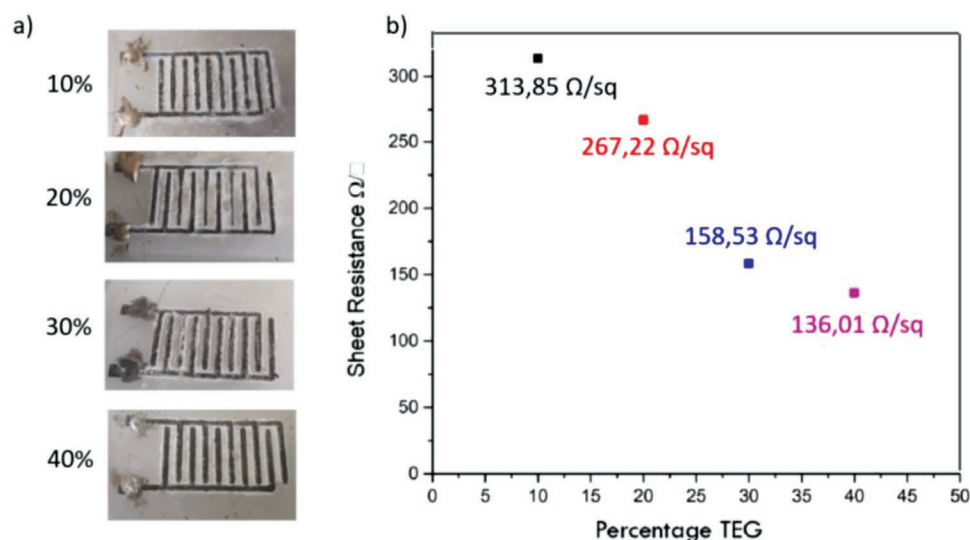 a)
10%
20%
30%
40%
b)
Sheet Resistance Ω/□
300
250
200
150
100
50
0
313,85 Ω/sq
267,22 Ω/sq
158,53 Ω/sq
136,01 Ω/sq
0 5 10 15 20 25 30 35 40 45 50
Percentage TEG